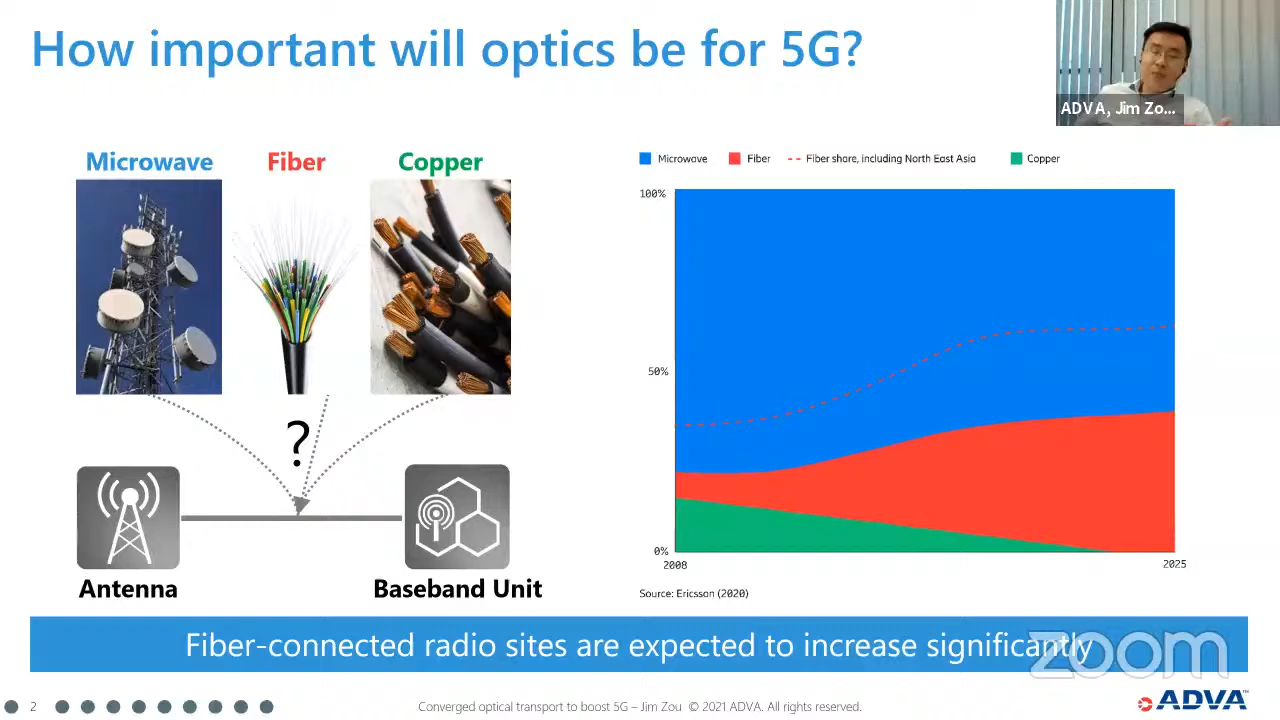 How important will optics be for 5G?
ADVA, Jim Zo...
Microwave
Fiber
Copper
Microwave
Fiber
Fiber share, including North East Asia
Copper
100%
50%
0%
2008
2025
?
Antenna
Baseband Unit
Source: Ericsson (2020)
Fiber-connected radio sites are expected to increase significantly
zoom
2
Converged optical transport to boost 5G – Jim Zou © 2021 ADVA. All rights reserved.
ADVA™